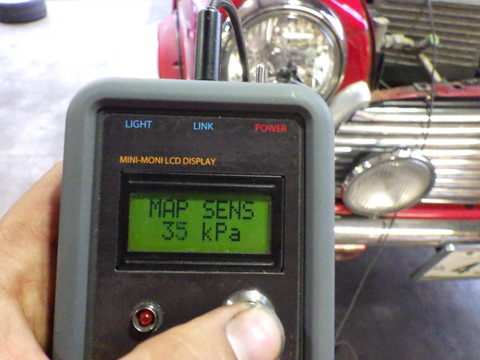 LIGHT LINK POWER
MINI-MONI LCD DISPLAY
MAP SENS
35 kPa